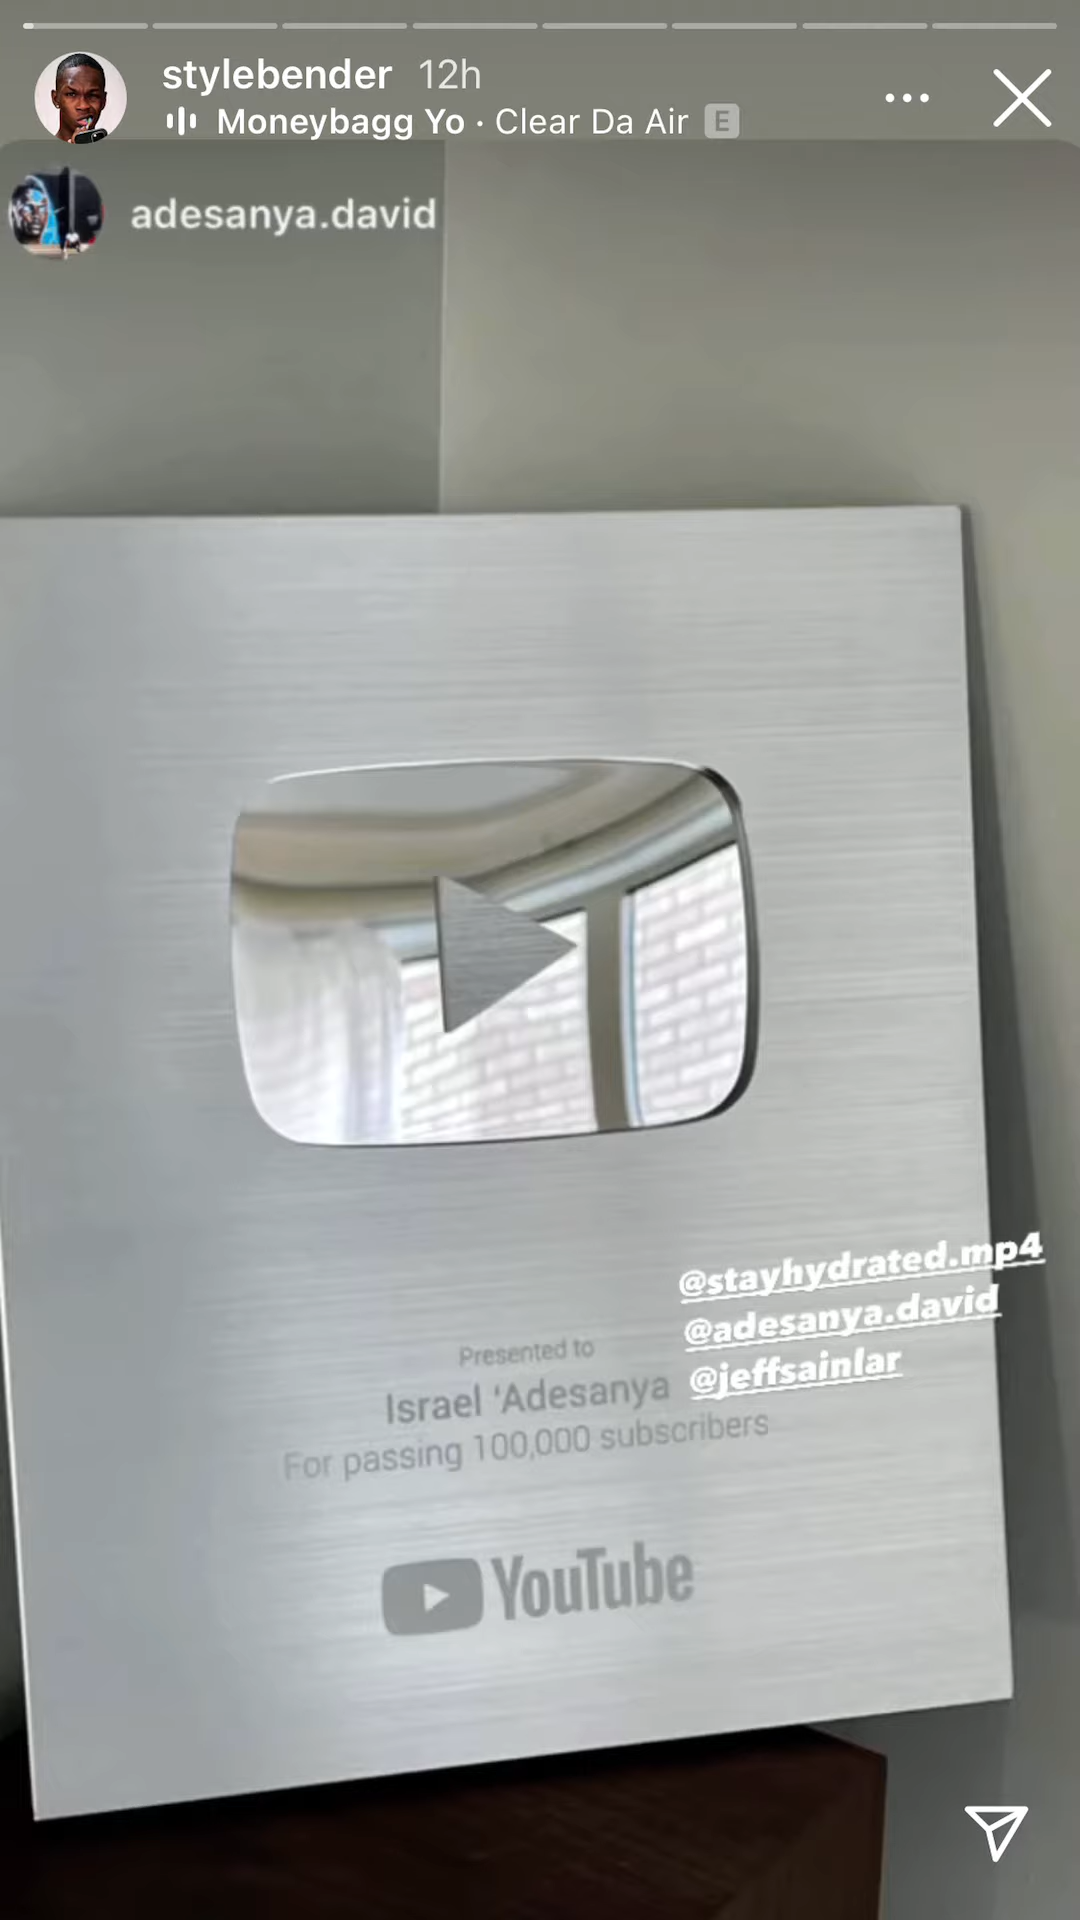 stylebender 12h
Moneybagg Yo · Clear Da Air E
adesanya.david
@stayhydrated.mp4
@adesanya.david
@jeffsainlar
Presented to
Israel ‘Adesanya
For passing 100,000 subscribers
YouTube